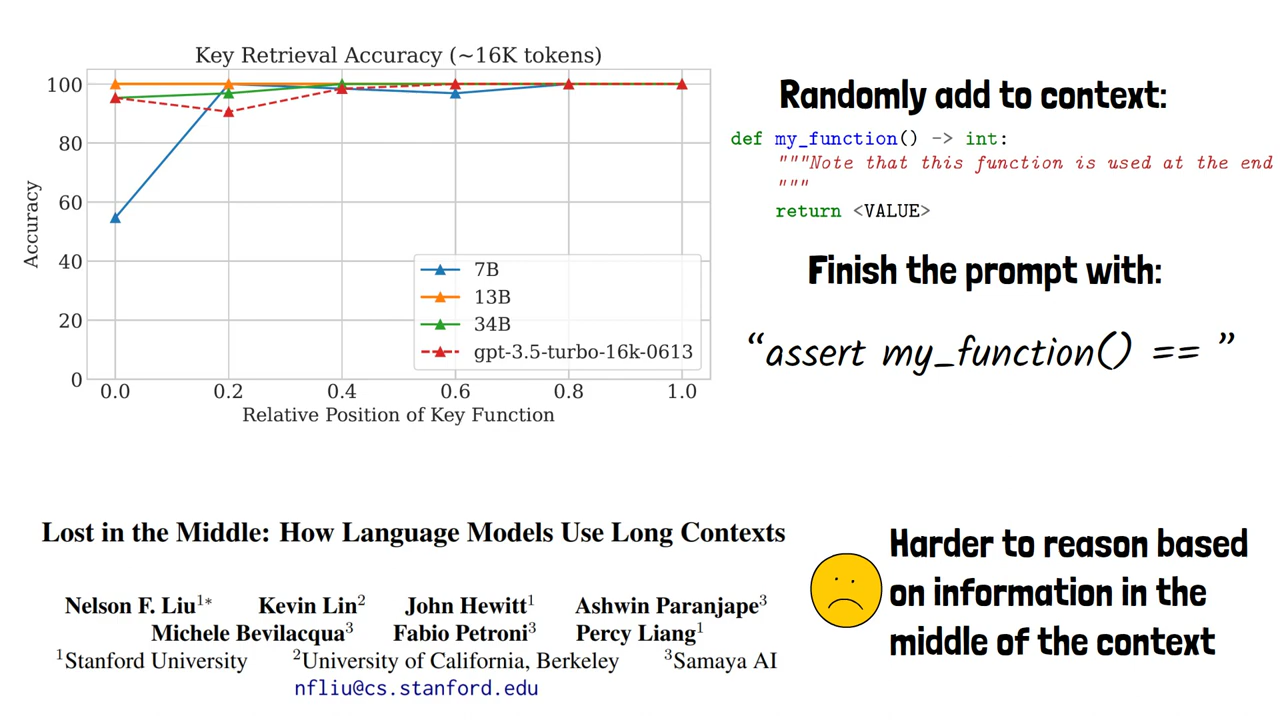 Key Retrieval Accuracy (~16K tokens)
100
80
60
40
20
0
Accuracy
0.0 0.2 0.4 0.6 0.8 1.0
Relative Position of Key Function
7B
13B
34B
gpt-3.5-turbo-16k-0613
Randomly add to context:
def my_function() -> int:
"""Note that this function is used at the end
"""
return <VALUE>
Finish the prompt with:
“assert my_function() == ”
Lost in the Middle: How Language Models Use Long Contexts
Nelson F. Liu1* Kevin Lin2 John Hewitt1 Ashwin Paranjape3
Michele Bevilacqua3 Fabio Petroni3 Percy Liang1
1Stanford University 2University of California, Berkeley 3Samaya AI
nfliu@cs.stanford.edu
Harder to reason based
on information in the
middle of the context